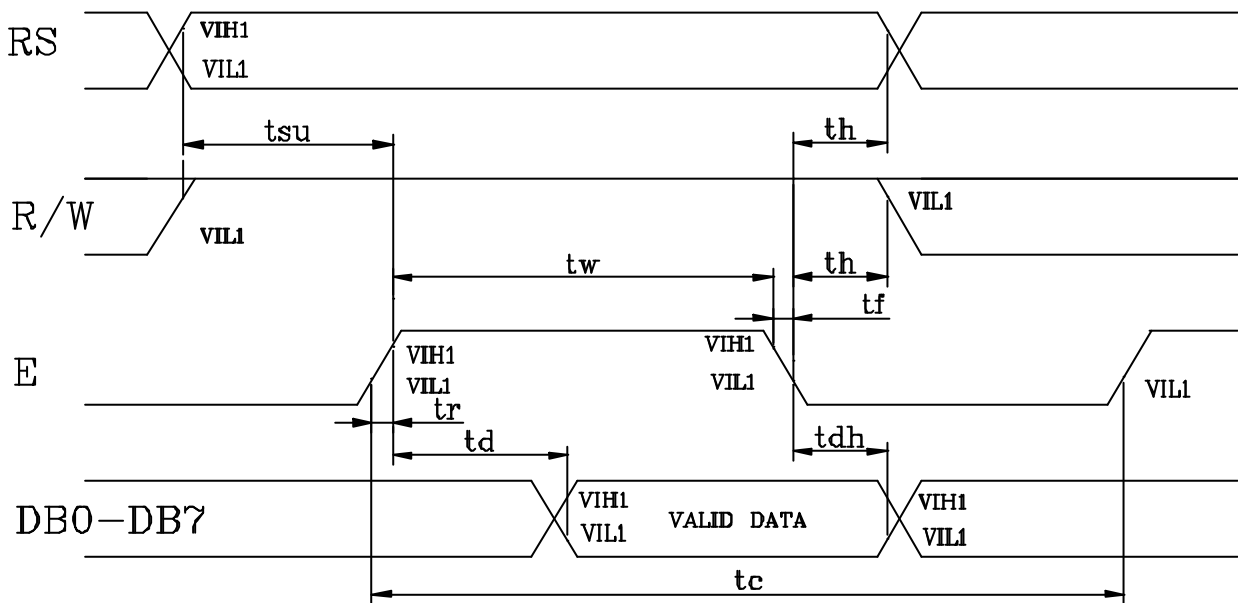 RS
VIH1
VIL1
tsu
th
R/W
VIL1
VIL1
tw
th
tf
E
VIH1
VIL1
VIH1
VIL1
VIL1
tr
td
tdh
DB0-DB7
VIH1
VIL1
VALID DATA
VIH1
VIL1
tc